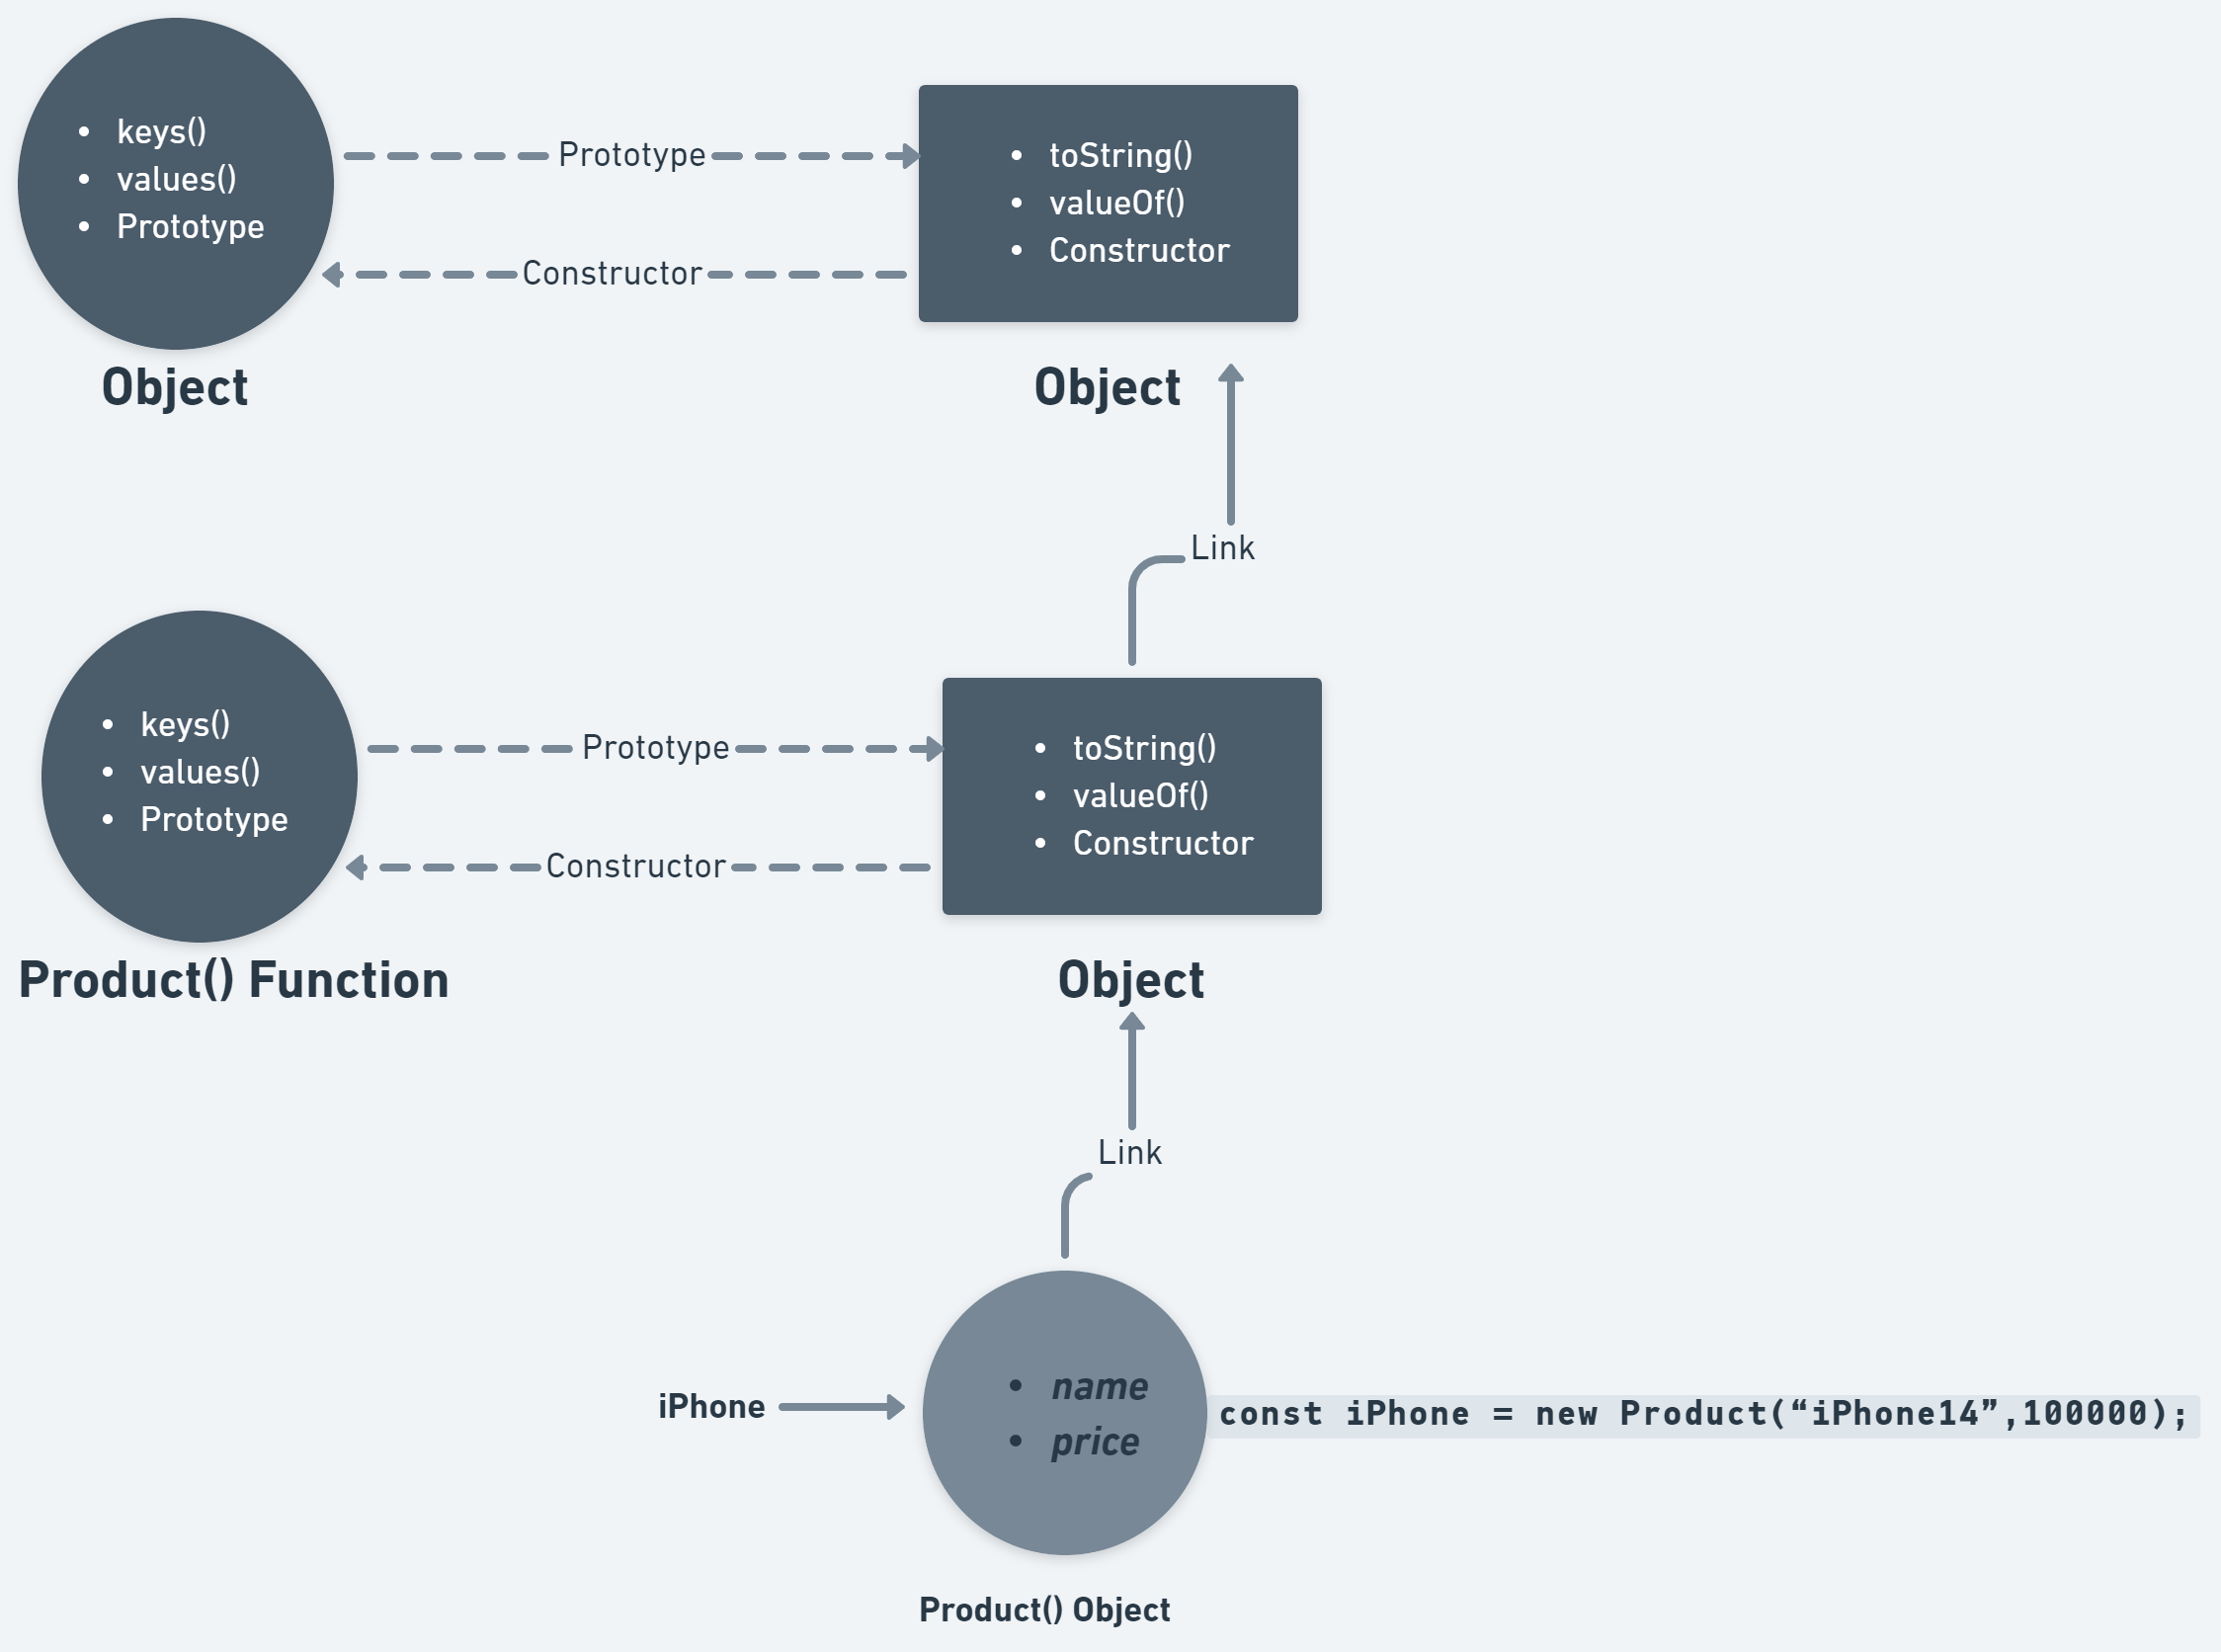 keys()
values()
Prototype
Prototype
Constructor
toString()
valueOf()
Constructor
Object
Object
Link
keys()
values()
Prototype
Prototype
Constructor
toString()
valueOf()
Constructor
Product() Function
Object
Link
iPhone
name
price
const iPhone = new Product(“iPhone14”,100000);
Product() Object